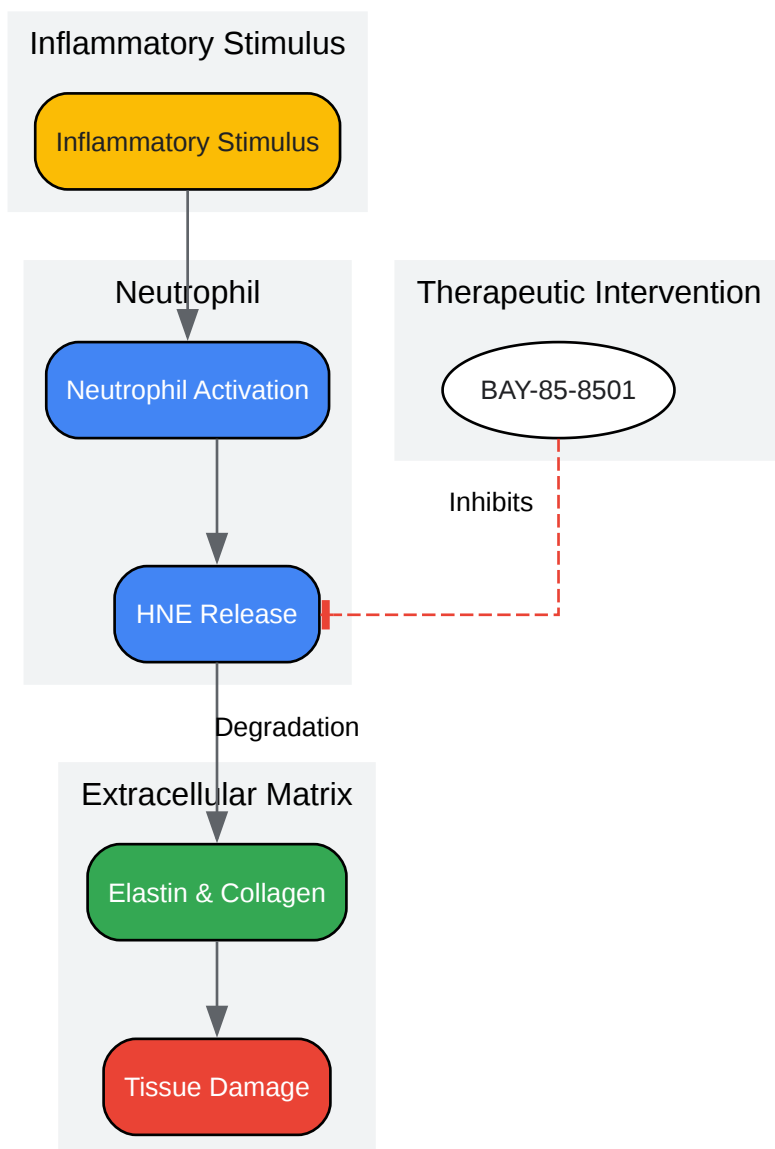 Inflammatory Stimulus
Inflammatory Stimulus
Neutrophil
Neutrophil Activation
HNE Release
Therapeutic Intervention
BAY-85-8501
Inhibits
Degradation
Extracellular Matrix
Elastin & Collagen
Tissue Damage